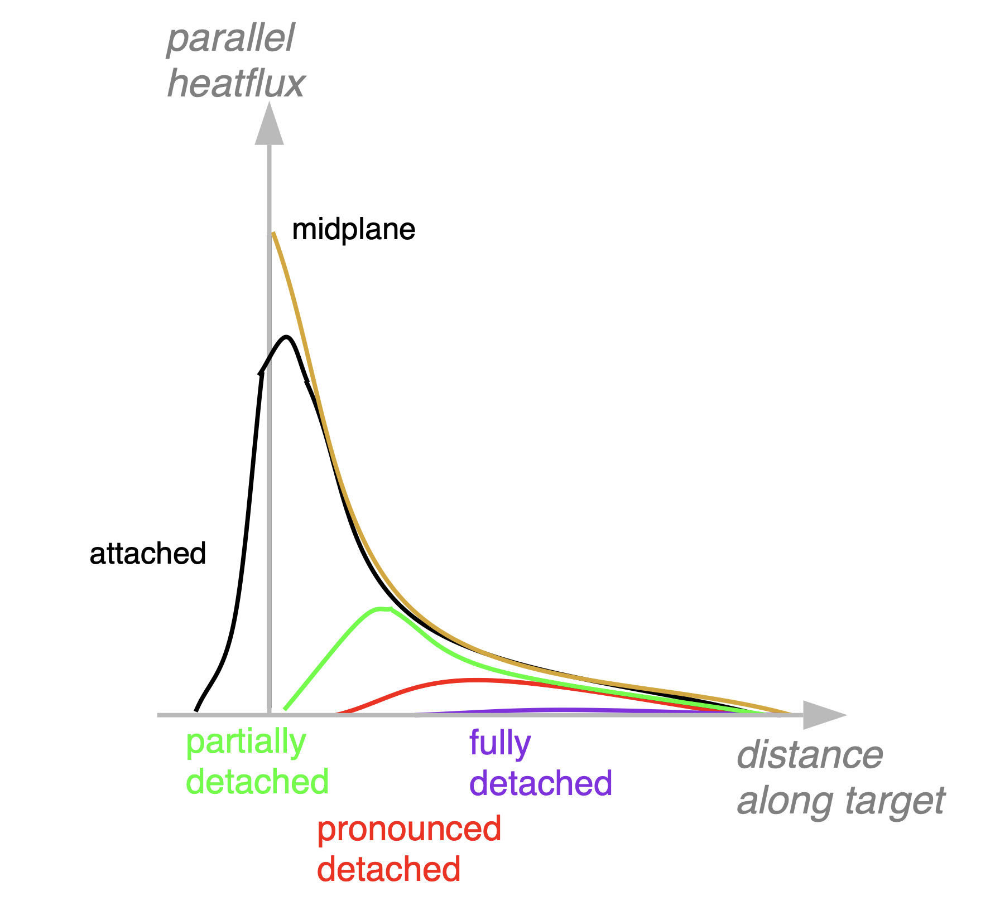 parallel
heatflux
midplane
attached
partially
detached
fully
detached
distance
along target
pronounced
detached